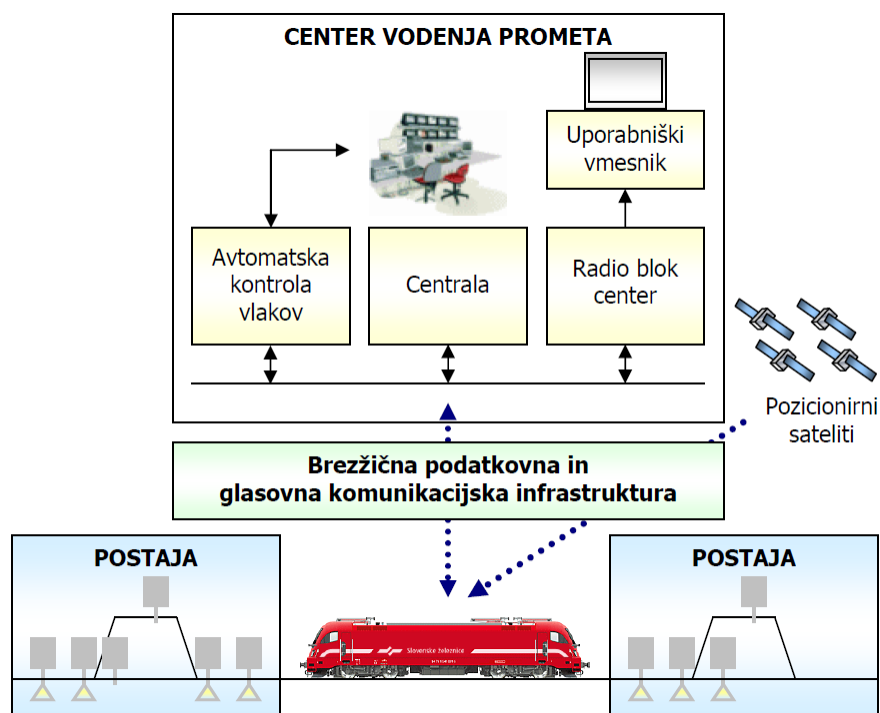 CENTER VODENJA PROMETA
Uporabniški
vmesnik
Avtomatska
kontrola
vlakov
Centrala
Radio blok
center
Pozicionirni
sateliti
Brezžična podatkovna in
glasovna komunikacijska infrastruktura
POSTAJA
POSTAJA
Slovenske železnice